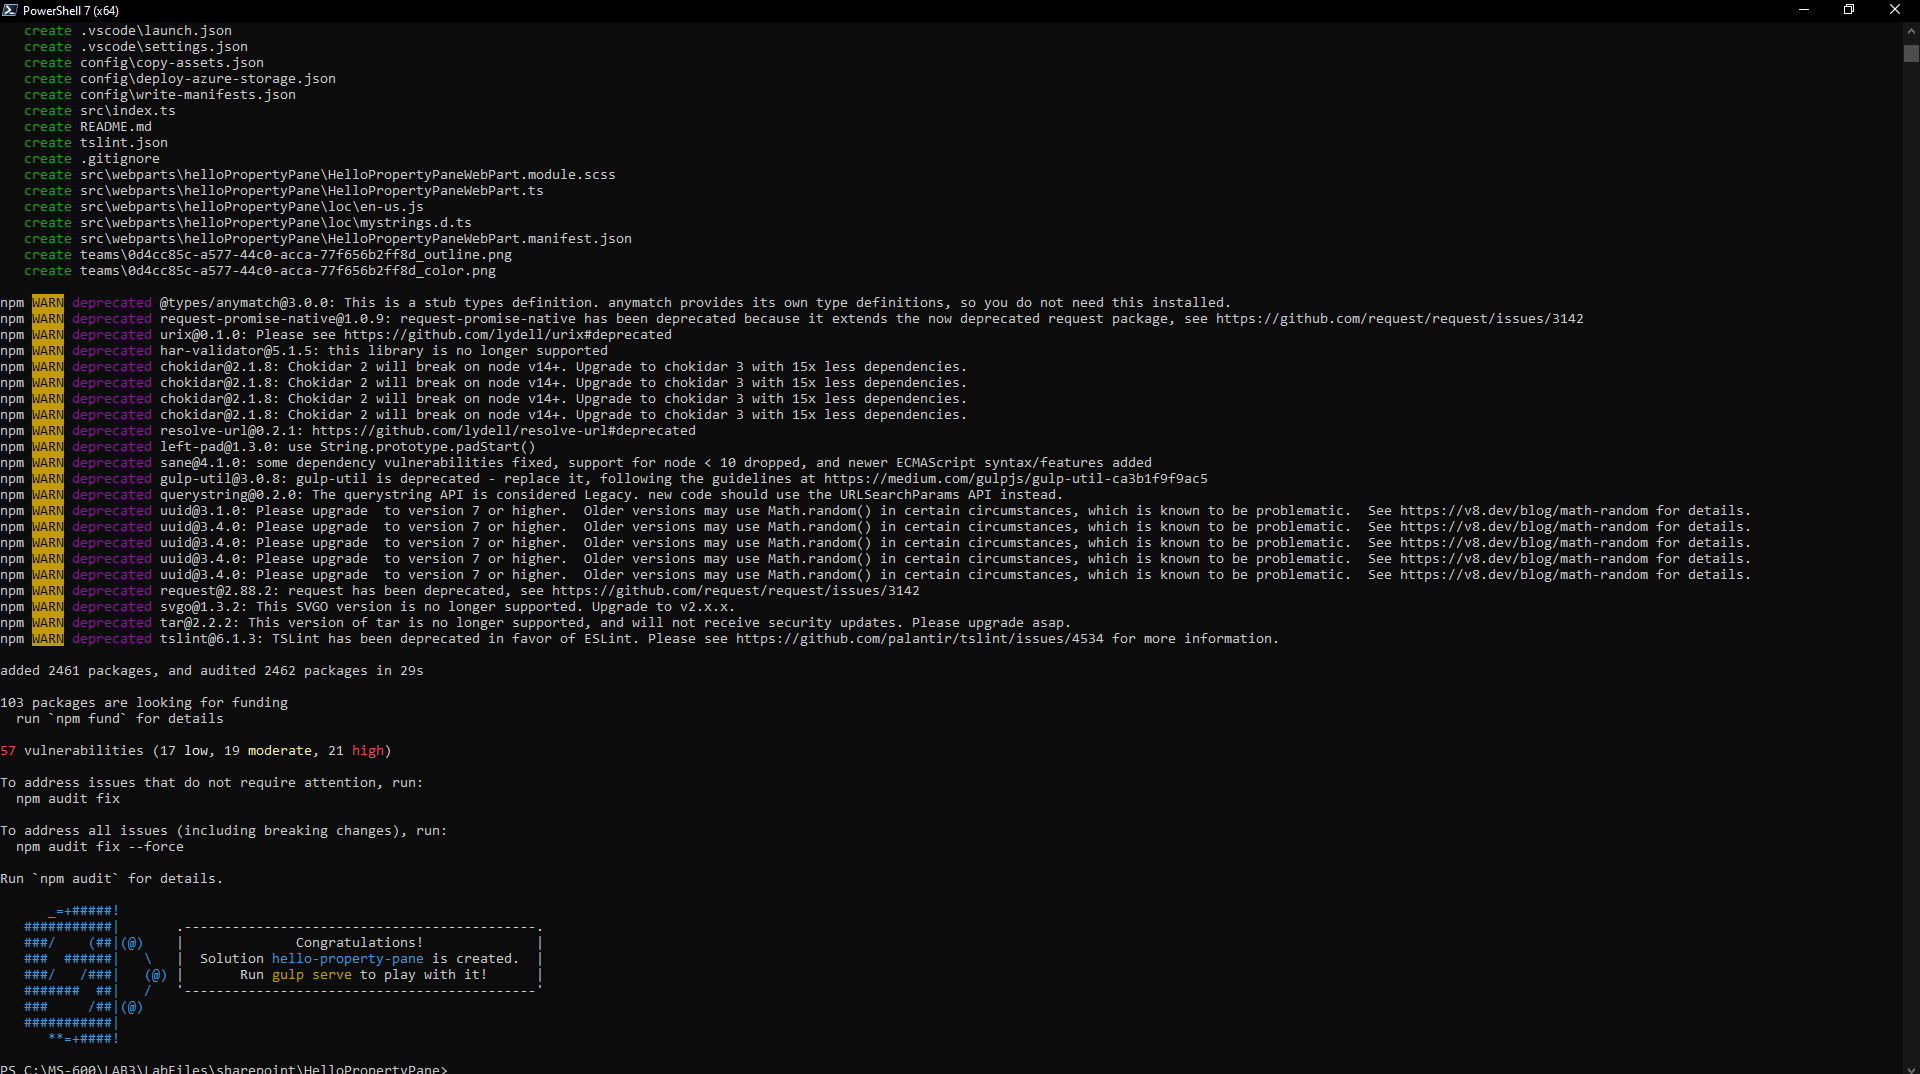 PowerShell 7 (x64)
create .vscode\launch.json
create .vscode\settings.json
create config\copy-assets.json
create config\deploy-azure-storage.json
create config\write-manifests.json
create src\index.ts
create README.md
create tslint.json
create .gitignore
create src\webparts\helloPropertyPane\HelloPropertyPaneWebPart.module.scss
create src\webparts\helloPropertyPane\HelloPropertyPaneWebPart.ts
create src\webparts\helloPropertyPane\loc\en-us.js
create src\webparts\helloPropertyPane\loc\mystrings.d.ts
create src\webparts\helloPropertyPane\HelloPropertyPaneWebPart.manifest.json
create teams\0d4cc85c-a577-44c0-acca-77f656b2ff8d_outline.png
create teams\0d4cc85c-a577-44c0-acca-77f656b2ff8d_color.png
npm WARN deprecated @types/anymatch@3.0.0: This is a stub types definition. anymatch provides its own type definitions, so you do not need this installed.
npm WARN deprecated request-promise-native@1.0.9: request-promise-native has been deprecated because it extends the now deprecated request package, see https://github.com/request/request/issues/3142
npm WARN deprecated urix@0.1.0: Please see https://github.com/lydell/urix#deprecated
npm WARN deprecated har-validator@5.1.5: this library is no longer supported
npm WARN deprecated chokidar@2.1.8: Chokidar 2 will break on node v14+. Upgrade to chokidar 3 with 15x less dependencies.
npm WARN deprecated chokidar@2.1.8: Chokidar 2 will break on node v14+. Upgrade to chokidar 3 with 15x less dependencies.
npm WARN deprecated chokidar@2.1.8: Chokidar 2 will break on node v14+. Upgrade to chokidar 3 with 15x less dependencies.
npm WARN deprecated chokidar@2.1.8: Chokidar 2 will break on node v14+. Upgrade to chokidar 3 with 15x less dependencies.
npm WARN deprecated resolve-url@0.2.1: https://github.com/lydell/resolve-url#deprecated
npm WARN deprecated left-pad@1.3.0: use String.prototype.padStart()
npm WARN deprecated sane@4.1.0: some dependency vulnerabilities fixed, support for node < 10 dropped, and newer ECMAScript syntax/features added
npm WARN deprecated gulp-util@3.0.8: gulp-util is deprecated - replace it, following the guidelines at https://medium.com/gulpjs/gulp-util-ca3b1f9f9ac5
npm WARN deprecated querystring@0.2.0: The querystring API is considered Legacy. new code should use the URLSearchParams API instead.
npm WARN deprecated uuid@3.1.0: Please upgrade  to version 7 or higher.  Older versions may use Math.random() in certain circumstances, which is known to be problematic.  See https://v8.dev/blog/math-random for details.
npm WARN deprecated uuid@3.4.0: Please upgrade  to version 7 or higher.  Older versions may use Math.random() in certain circumstances, which is known to be problematic.  See https://v8.dev/blog/math-random for details.
npm WARN deprecated uuid@3.4.0: Please upgrade  to version 7 or higher.  Older versions may use Math.random() in certain circumstances, which is known to be problematic.  See https://v8.dev/blog/math-random for details.
npm WARN deprecated uuid@3.4.0: Please upgrade  to version 7 or higher.  Older versions may use Math.random() in certain circumstances, which is known to be problematic.  See https://v8.dev/blog/math-random for details.
npm WARN deprecated uuid@3.4.0: Please upgrade  to version 7 or higher.  Older versions may use Math.random() in certain circumstances, which is known to be problematic.  See https://v8.dev/blog/math-random for details.
npm WARN deprecated request@2.88.2: request has been deprecated, see https://github.com/request/request/issues/3142
npm WARN deprecated svgo@1.3.2: This SVGO version is no longer supported. Upgrade to v2.x.x.
npm WARN deprecated tar@2.2.2: This version of tar is no longer supported, and will not receive security updates. Please upgrade asap.
npm WARN deprecated tslint@6.1.3: TSLint has been deprecated in favor of ESLint. Please see https://github.com/palantir/tslint/issues/4534 for more information.
added 2461 packages, and audited 2462 packages in 29s
103 packages are looking for funding
run `npm fund` for details
57 vulnerabilities (17 low, 19 moderate, 21 high)
To address issues that do not require attention, run:
npm audit fix
To address all issues (including breaking changes), run:
npm audit fix --force
Run `npm audit` for details.
      _=+#####!
   ###########|       .--------------------------------------------.
   ###/    (##|(@)    |              Congratulations!              |
   ###  ######|   \   |  Solution hello-property-pane is created.  |
   ###/   /###|   (@) |       Run gulp serve to play with it!      |
   #######  ##|   /   '--------------------------------------------'
   ###     /##|(@)
   ###########|
      **=+####!
PS C:\MS-600\LAB3\LabFiles\sharepoint\HelloPropertyPane>